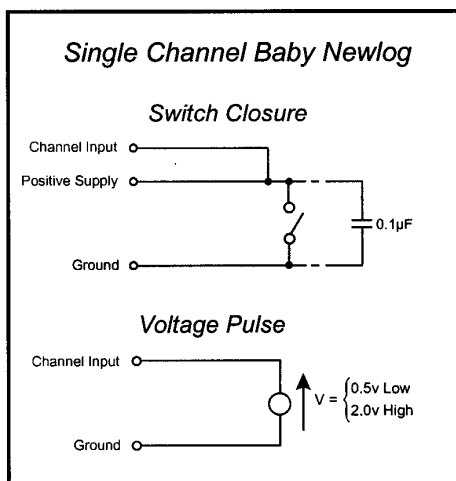 Single Channel Baby Newlog
Switch Closure
Channel Input
Positive Supply
0.1µF
Ground
Voltage Pulse
Channel Input
V = { 0.5v Low
2.0v High
Ground